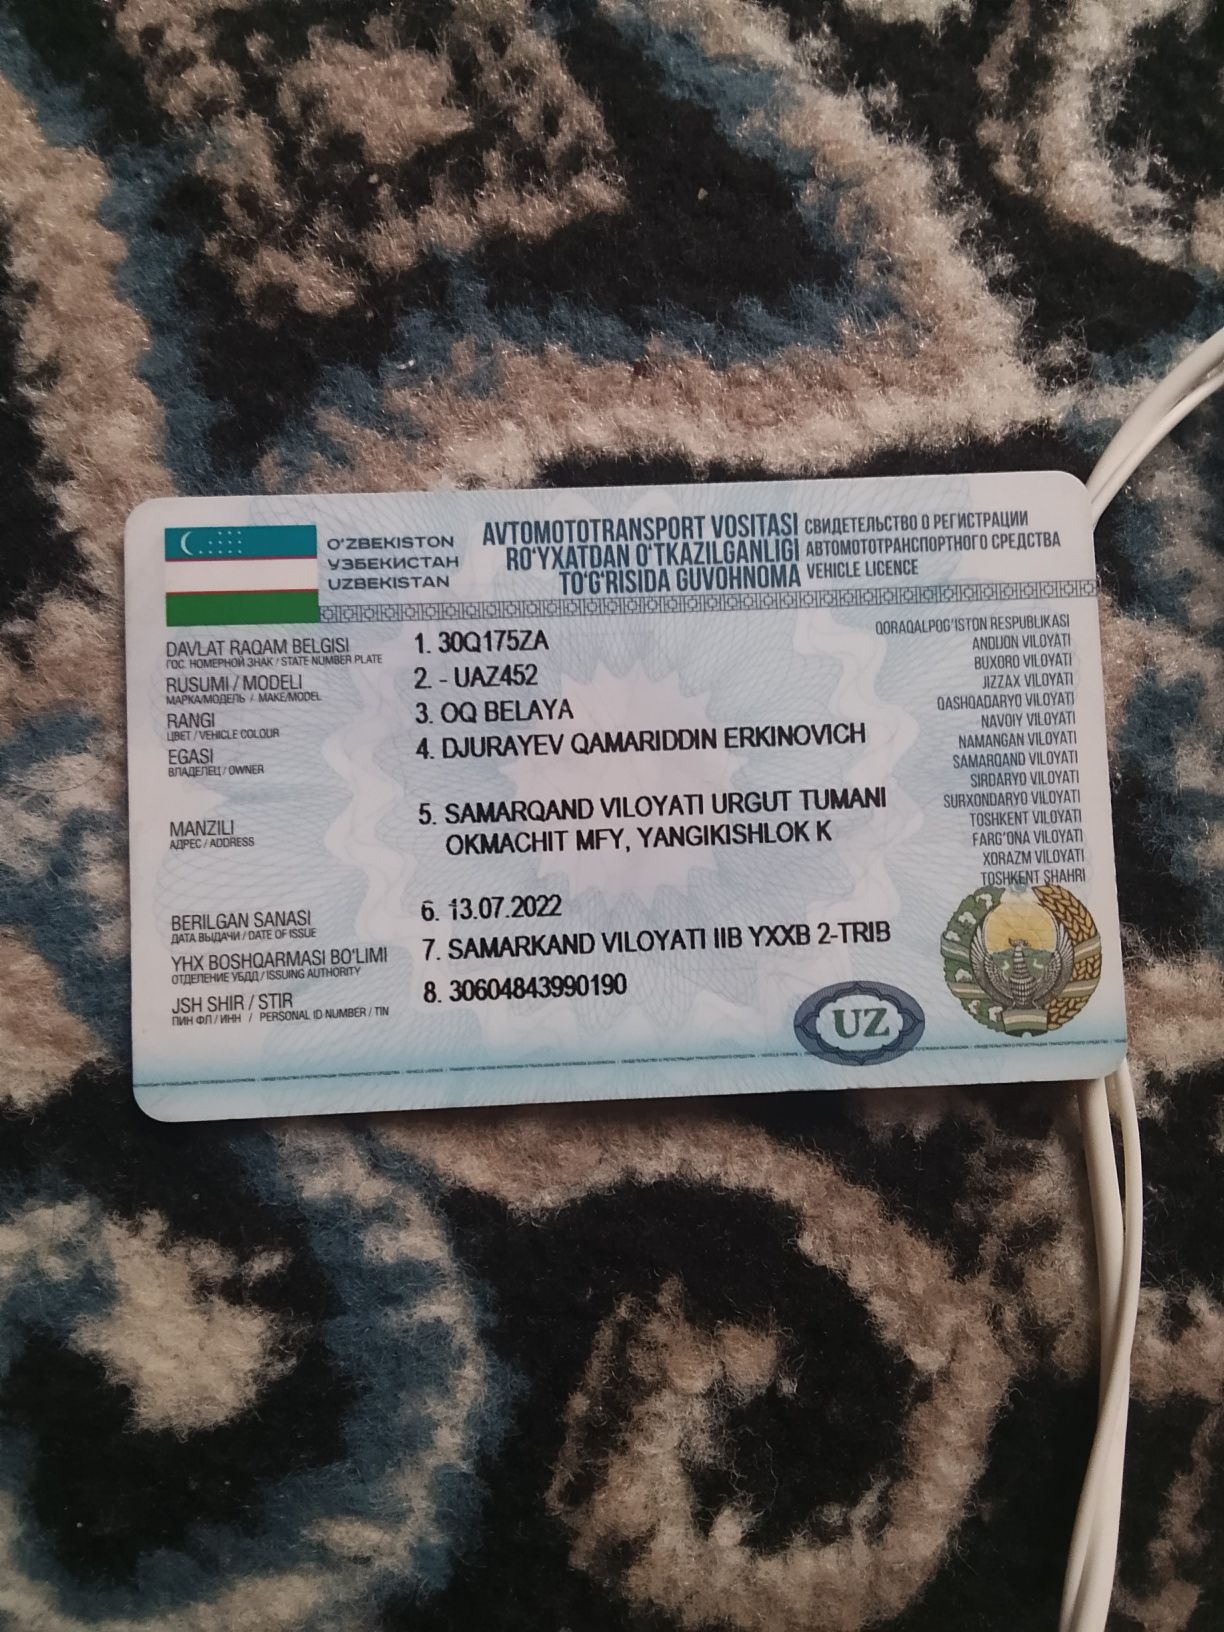 O'ZBEKISTON
УЗБЕКИСТАН
UZBEKISTAN
AVTOMOTOTRANSPORT VOSITASI
RO'YXATDAN O'TKAZILGANLIGI
TO'G'RISIDA GUVOHNOMA
СВИДЕТЕЛЬСТВО О РЕГИСТРАЦИИ
АВТОМОТОТРАНСПОРТНОГО СРЕДСТВА
VEHICLE LICENCE
DAVLAT RAQAM BELGISI
ГОС. НОМЕРНОЙ ЗНАК / STATE NUMBER PLATE
1. 30Q175ZA
RUSUMI / MODELI
МАРКА/МОДЕЛЬ / MAKE/MODEL
2. - UAZ452
RANGI
ЦВЕТ / VEHICLE COLOUR
3. OQ BELAYA
EGASI
ВЛАДЕЛЕЦ / OWNER
4. DJURAYEV QAMARIDDIN ERKINOVICH
MANZILI
АДРЕС / ADDRESS
5. SAMARQAND VILOYATI URGUT TUMANI
OKMACHIT MFY, YANGIKISHLOK K
BERILGAN SANASI
ДАТА ВЫДАЧИ / DATE OF ISSUE
6. 13.07.2022
YHX BOSHQARMASI BO'LIMI
ОТДЕЛЕНИЕ УБДД / ISSUING AUTHORITY
7. SAMARKAND VILOYATI IIB YXXB 2-TRIB
JSH SHIR / STIR
ПИН ФЛ / ИНН / PERSONAL ID NUMBER / TIN
8. 30604843990190
QORAQALPOG'ISTON RESPUBLIKASI
ANDIJON VILOYATI
BUXORO VILOYATI
JIZZAX VILOYATI
QASHQADARYO VILOYATI
NAVOIY VILOYATI
NAMANGAN VILOYATI
SAMARQAND VILOYATI
SIRDARYO VILOYATI
SURXONDARYO VILOYATI
TOSHKENT VILOYATI
FARG'ONA VILOYATI
XORAZM VILOYATI
TOSHKENT SHAHRI
UZ